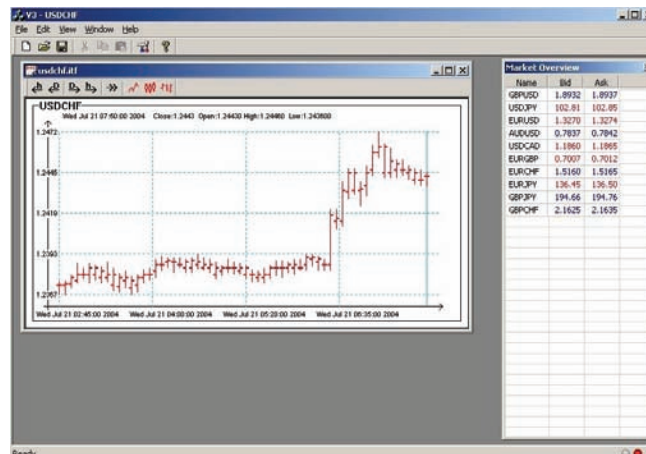 V3 - USDCHF
File Edit View Window Help
usdchf.itf
USDCHF
Wed Jul 21 07:50:00 2004 Close:1.2443 Open:1.24430 High:1.24460 Low:1.243600
1.2472
1.2445
1.2419
1.2393
1.2367
Wed Jul 21 02:45:00 2004 Wed Jul 21 04:00:00 2004 Wed Jul 21 05:20:00 2004 Wed Jul 21 06:35:00 2004
Market Overview
Name Bid Ask
GBPUSD 1.8932 1.8937
USDJPY 102.81 102.85
EURUSD 1.3270 1.3274
AUDUSD 0.7837 0.7842
USDCAD 1.1860 1.1865
EURGBP 0.7007 0.7012
EURCHF 1.5160 1.5165
EURJPY 136.45 136.50
GBPJPY 194.66 194.76
GBPCHF 2.1625 2.1635
Ready